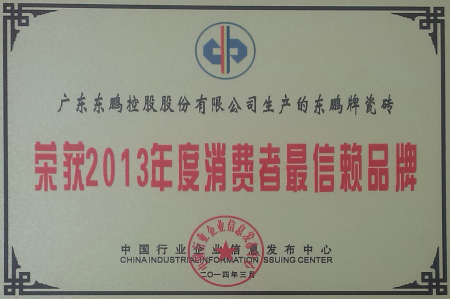 广东东鹏控股股份有限公司生产的东鹏牌瓷砖
荣获2013年度消费者最信赖品牌
中国行业企业信息发布中心
CHINA INDUSTRIAL INFORMATION ISSUING CENTER
二〇一四年三月